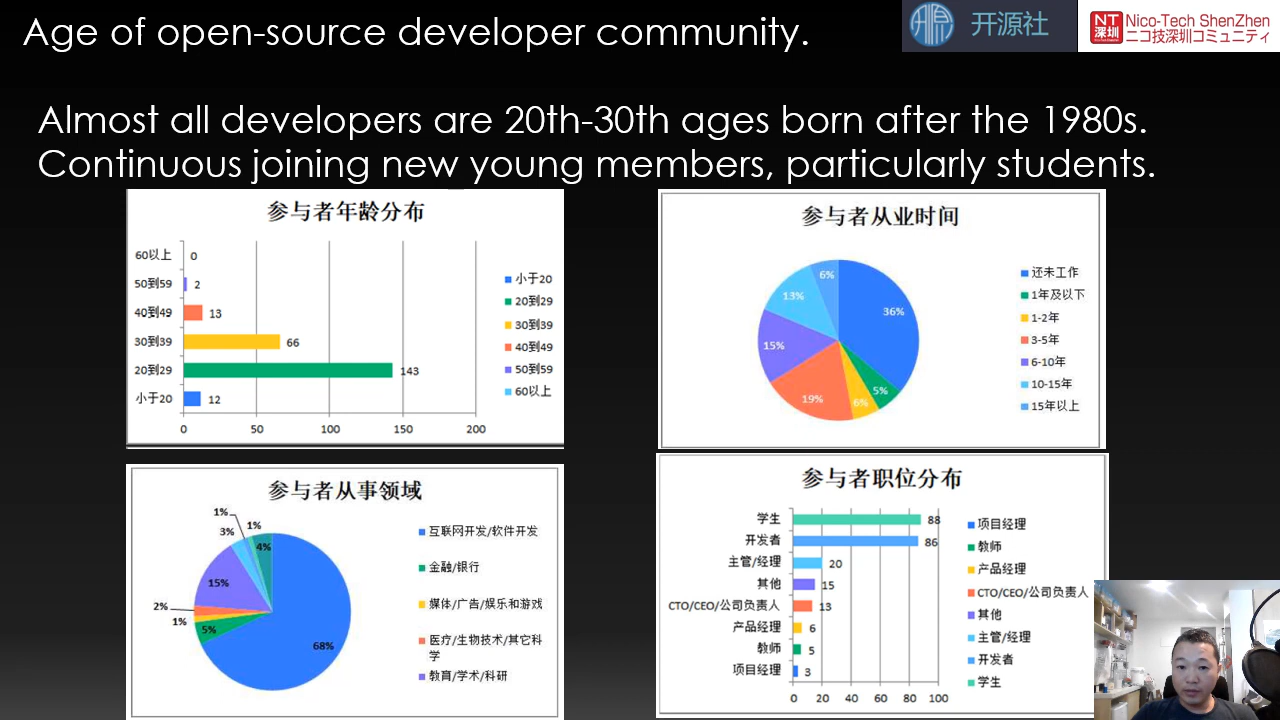 Age of open-source developer community.
开源社
NT
深圳
Nico-Tech ShenZhen
ニコ技深圳コミュニティ
Almost all developers are 20th-30th ages born after the 1980s.
Continuous joining new young members, particularly students.
参与者年龄分布
60以上
0
50到59
2
40到49
13
30到39
66
20到29
143
小于20
12
0 50 100 150 200
小于20
20到29
30到39
40到49
50到59
60以上
参与者从业时间
6%
13%
36%
15%
5%
19%
6%
还未工作
1年及以下
1-2年
3-5年
6-10年
10-15年
15年以上
参与者从事领域
1%
3%
1%
4%
15%
2%
1%
5%
68%
互联网开发/软件开发
金融/银行
媒体/广告/娱乐和游戏
医疗/生物技术/其它科
学
教育/学术/科研
参与者职位分布
学生
88
开发者
86
主管/经理
20
其他
15
CTO/CEO/公司负责人
13
产品经理
6
教师
5
项目经理
3
0 20 40 60 80 100
项目经理
教师
产品经理
CTO/CEO/公司负责人
其他
主管/经理
开发者
学生